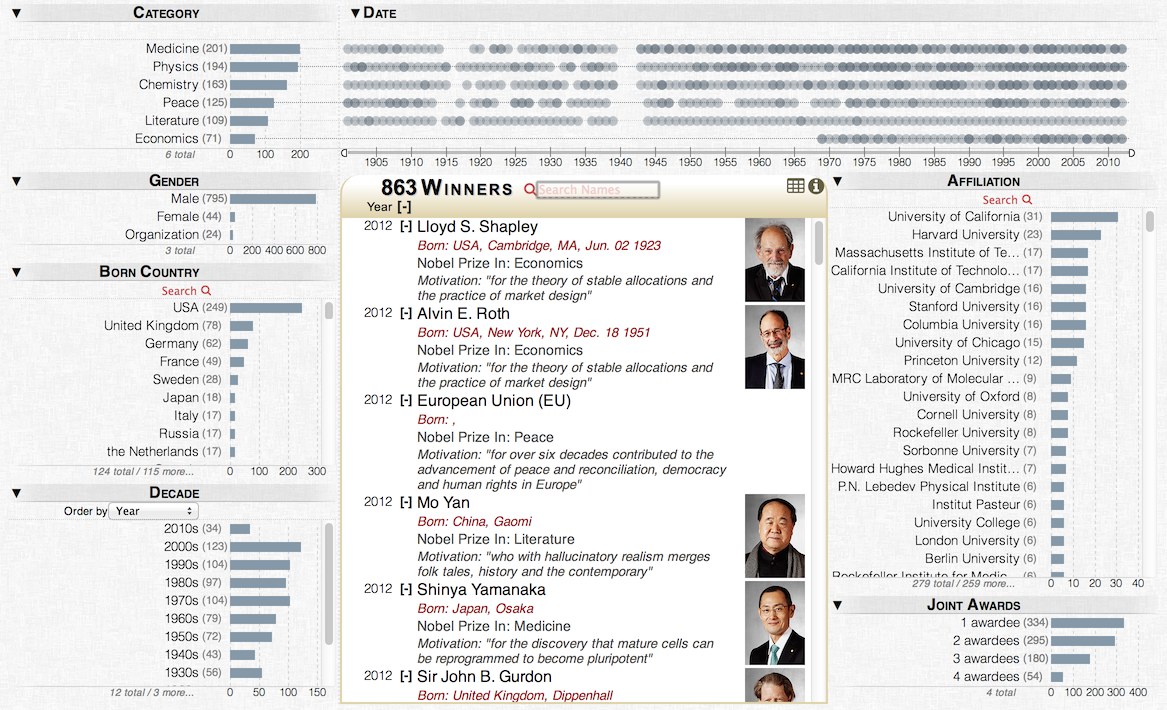 ▼ CATEGORY
Medicine (201)
Physics (194)
Chemistry (163)
Peace (125)
Literature (109)
Economics (71)
6 total 0 100 200
▼ DATE
1905 1910 1915 1920 1925 1930 1935 1940 1945 1950 1955 1960 1965 1970 1975 1980 1985 1990 1995 2000 2005 2010
▼ GENDER
Male (795)
Female (44)
Organization (24)
3 total 0 200 400 600 800
▼ BORN COUNTRY
Search
USA (249)
United Kingdom (78)
Germany (62)
France (49)
Sweden (28)
Japan (18)
Italy (17)
Russia (17)
the Netherlands (17)
124 total / 115 more... 0 100 200 300
▼ DECADE
Order by Year
2010s (34)
2000s (123)
1990s (104)
1980s (97)
1970s (104)
1960s (79)
1950s (72)
1940s (43)
1930s (56)
12 total / 3 more... 0 50 100 150
863 WINNERS Search Names
Year [-]
2012 [-] Lloyd S. Shapley
Born: USA, Cambridge, MA, Jun. 02 1923
Nobel Prize In: Economics
Motivation: "for the theory of stable allocations and
the practice of market design"
2012 [-] Alvin E. Roth
Born: USA, New York, NY, Dec. 18 1951
Nobel Prize In: Economics
Motivation: "for the theory of stable allocations and
the practice of market design"
2012 [-] European Union (EU)
Born: ,
Nobel Prize In: Peace
Motivation: "for over six decades contributed to the
advancement of peace and reconciliation, democracy
and human rights in Europe"
2012 [-] Mo Yan
Born: China, Gaomi
Nobel Prize In: Literature
Motivation: "who with hallucinatory realism merges
folk tales, history and the contemporary"
2012 [-] Shinya Yamanaka
Born: Japan, Osaka
Nobel Prize In: Medicine
Motivation: "for the discovery that mature cells can
be reprogrammed to become pluripotent"
2012 [-] Sir John B. Gurdon
Born: United Kingdom, Dippenhall
▼ AFFILIATION
Search
University of California (31)
Harvard University (23)
Massachusetts Institute of Te... (17)
California Institute of Technolo... (17)
University of Cambridge (16)
Stanford University (16)
Columbia University (16)
University of Chicago (15)
Princeton University (12)
MRC Laboratory of Molecular ... (9)
University of Oxford (8)
Cornell University (8)
Rockefeller University (8)
Sorbonne University (7)
Howard Hughes Medical Instit... (7)
P.N. Lebedev Physical Institute (6)
Institut Pasteur (6)
University College (6)
London University (6)
Berlin University (6)
Rockefeller Institute for Medic... (6)
279 total / 259 more... 0 10 20 30 40
▼ JOINT AWARDS
1 awardee (334)
2 awardees (295)
3 awardees (180)
4 awardees (54)
4 total 0 100 200 300 400